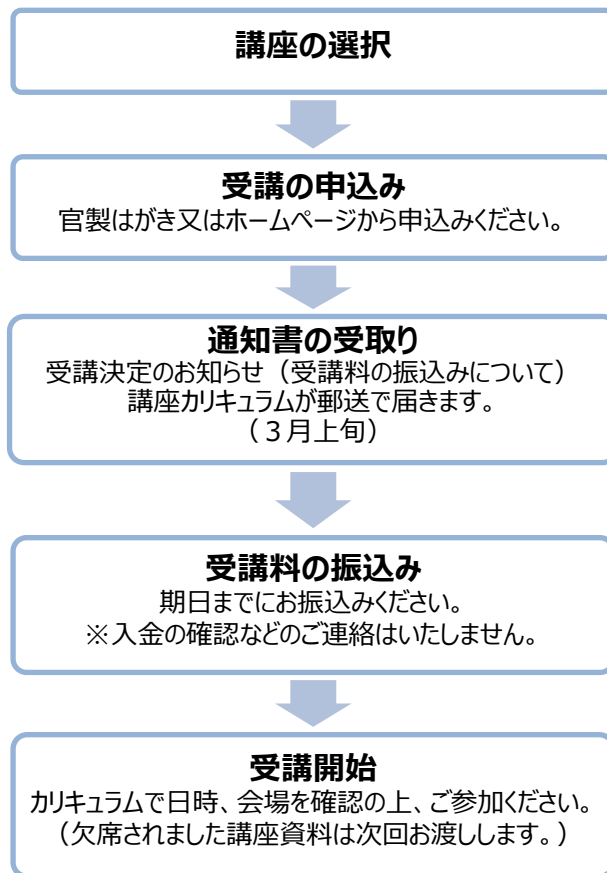 講座の選択
受講の申込み
官製はがき又はホームページから申込みください。
通知書の受取り
受講決定のお知らせ（受講料の振込みについて）
講座カリキュラムが郵送で届きます。
（３月上旬）
受講料の振込み
期日までにお振込みください。
※入金の確認などのご連絡はいたしません。
受講開始
カリキュラムで日時、会場を確認の上、ご参加ください。
（欠席されました講座資料は次回お渡しします。）